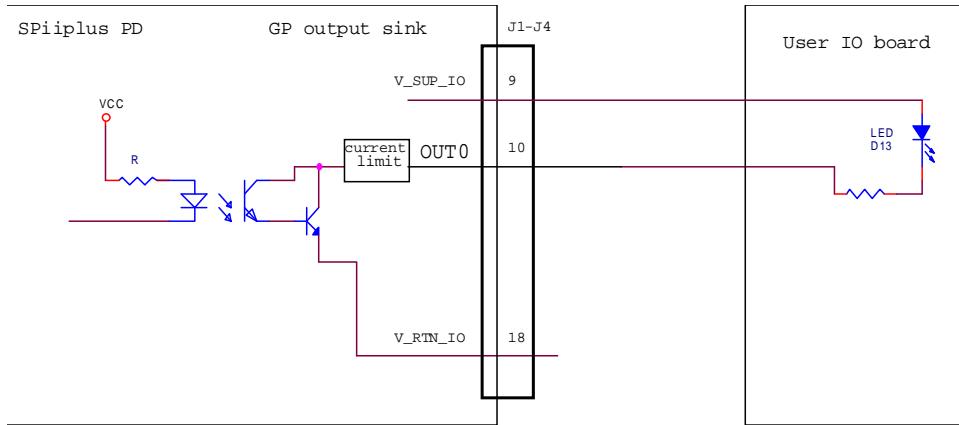 SPiiplus PD
GP output sink
J1-J4
User IO board
V_SUP_IO
9
VCC
LED
D13
R
current
limit
OUT0
10
V_RTN_IO
18